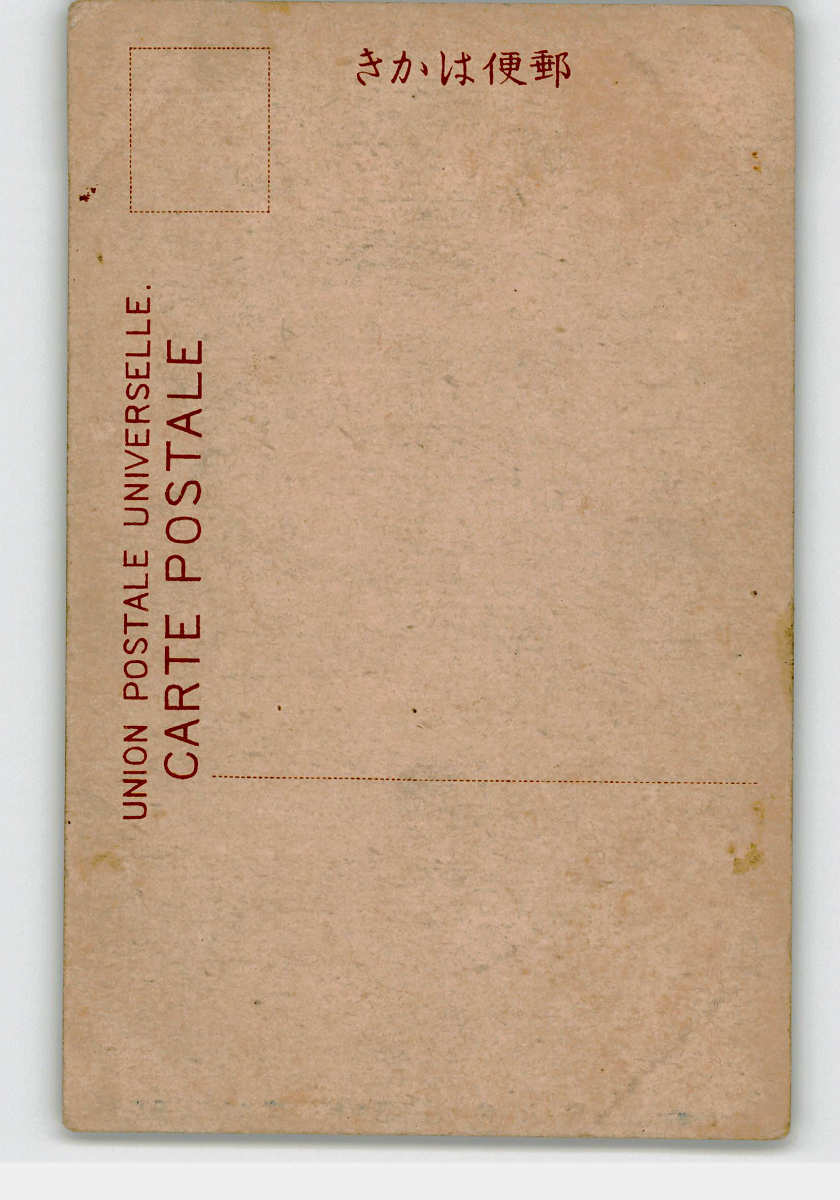 きかは便郵
UNION POSTALE UNIVERSELLE.
CARTE POSTALE